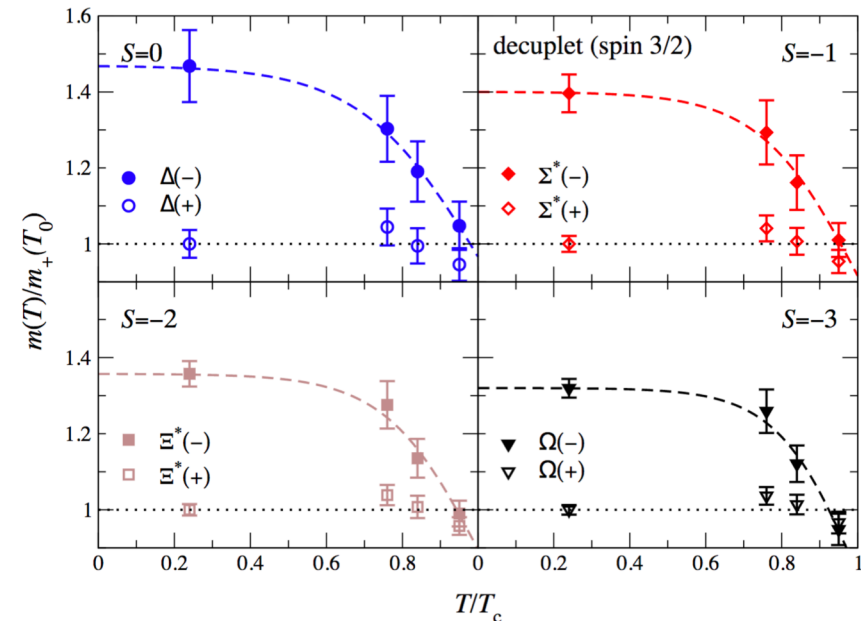 1.6
S=0
decuplet (spin 3/2)
S=−1
1.4
1.2
Δ(−)
Δ(+)
Σ*(−)
Σ*(+)
1
m(T)/m₊(T₀)
S=−2
S=−3
1.4
1.2
Ξ*(−)
Ξ*(+)
Ω(−)
Ω(+)
1
0 0.2 0.4 0.6 0.8 0 0.2 0.4 0.6 0.8 1
T/T_c